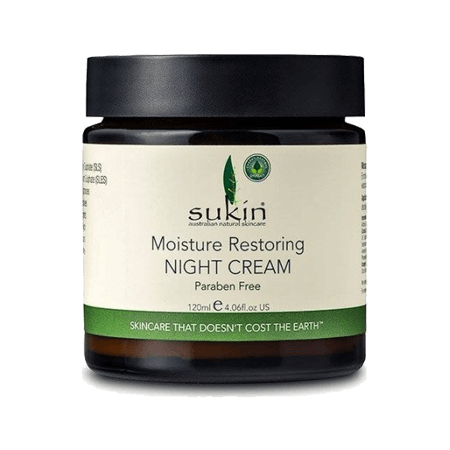 sukin
australian natural skincare
Moisture Restoring
NIGHT CREAM
Paraben Free
120ml e 4.06fl.oz US
SKINCARE THAT DOESN'T COST THE EARTH™